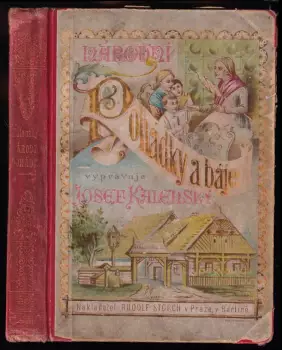 NÁRODNÍ
Pohádky a báje
vypravuje
JOSEF KALENSKÝ
Nakladatel RUDOLF STORCH v Praze, v Karlíně